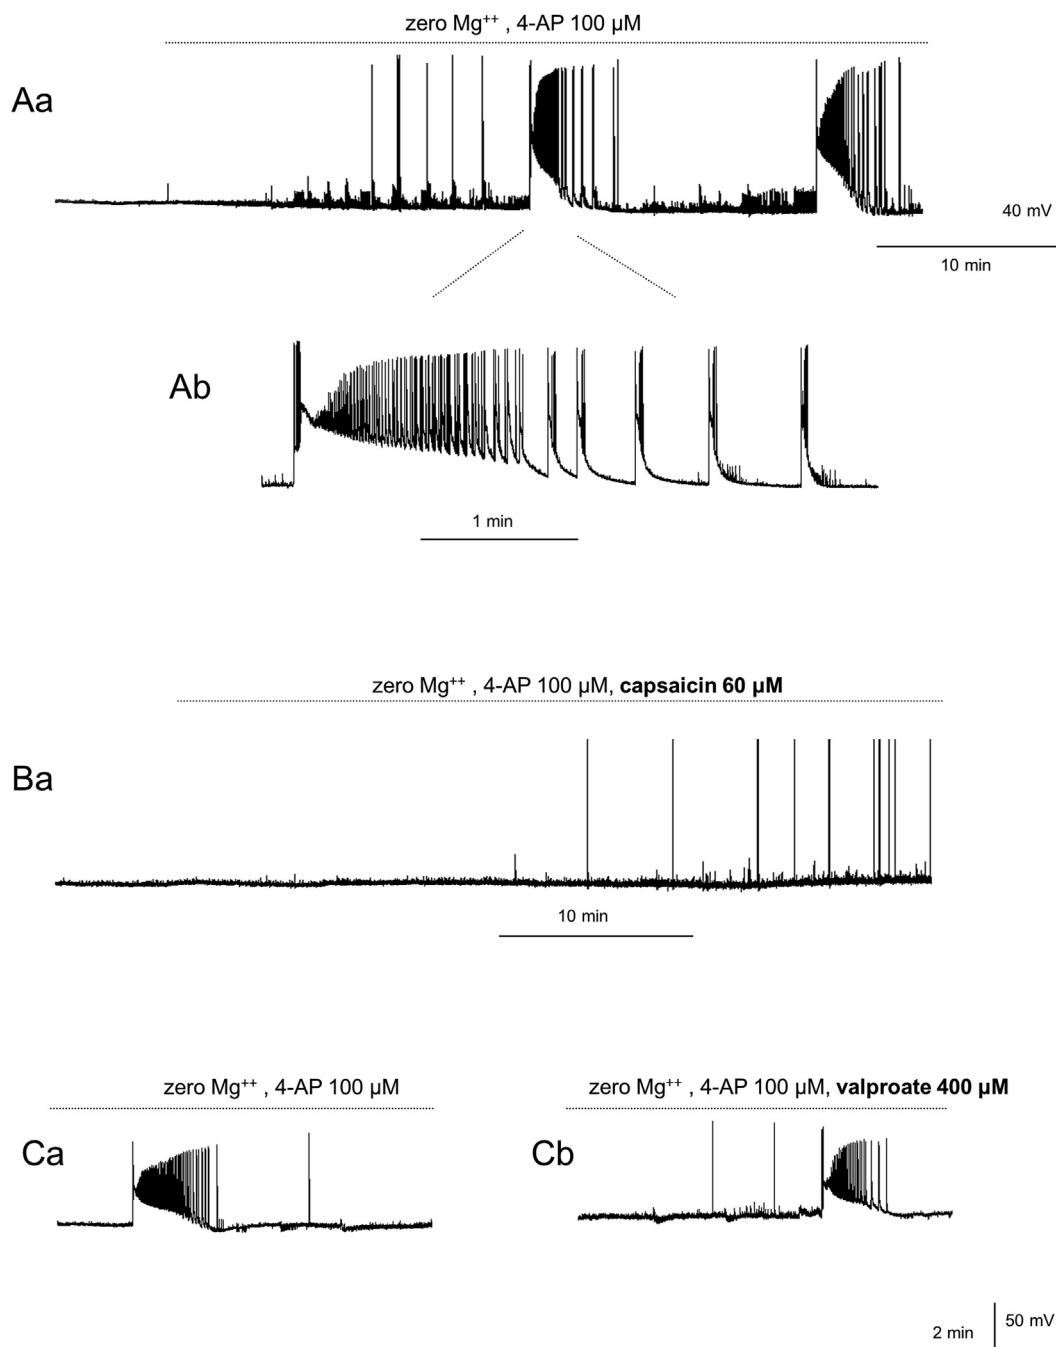 zero Mg⁺⁺ , 4-AP 100 µM
Aa
40 mV
10 min
Ab
1 min
zero Mg⁺⁺ , 4-AP 100 µM, capsaicin 60 µM
Ba
10 min
zero Mg⁺⁺ , 4-AP 100 µM
zero Mg⁺⁺ , 4-AP 100 µM, valproate 400 µM
Ca
Cb
50 mV
2 min